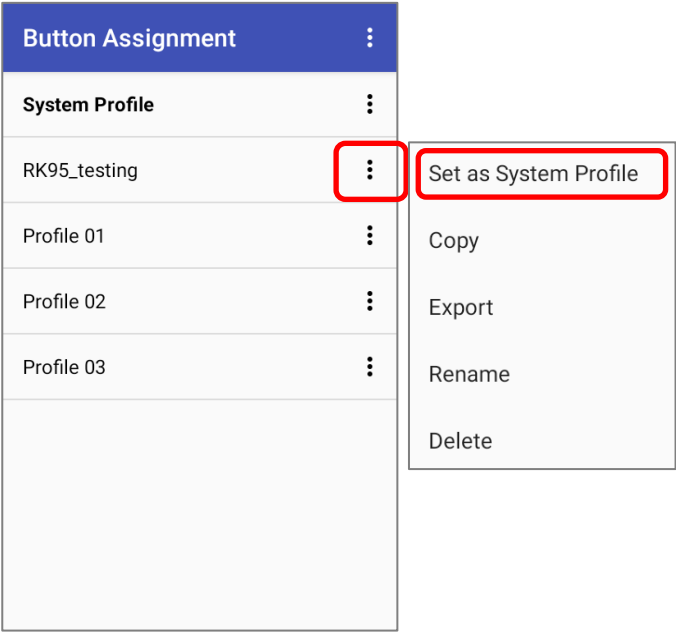 Button Assignment
System Profile
RK95_testing
Profile 01
Profile 02
Profile 03
Set as System Profile
Copy
Export
Rename
Delete